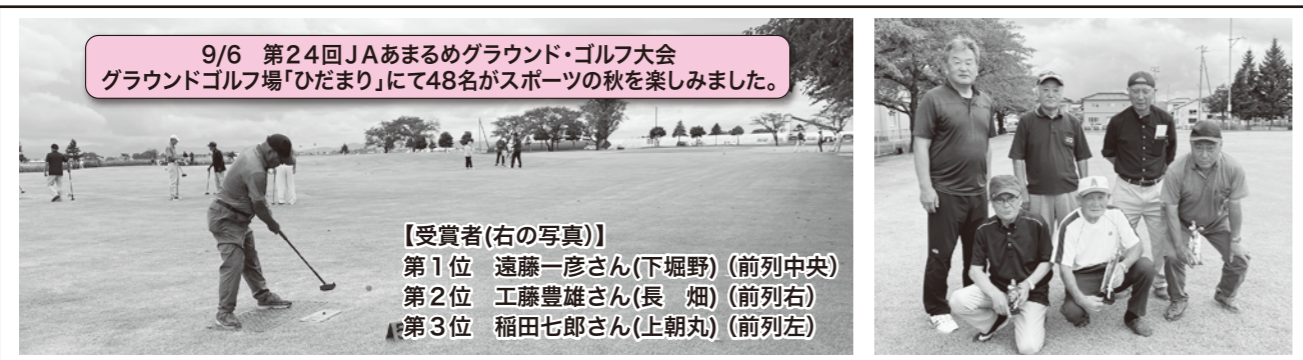 9/6　第24回ＪＡあまるめグラウンド・ゴルフ大会
グラウンドゴルフ場「ひだまり」にて48名がスポーツの秋を楽しみました。
【受賞者(右の写真)】
第１位　遠藤一彦さん(下堀野)（前列中央）
第２位　工藤豊雄さん(長　畑)（前列右）
第３位　稲田七郎さん(上朝丸)（前列左）